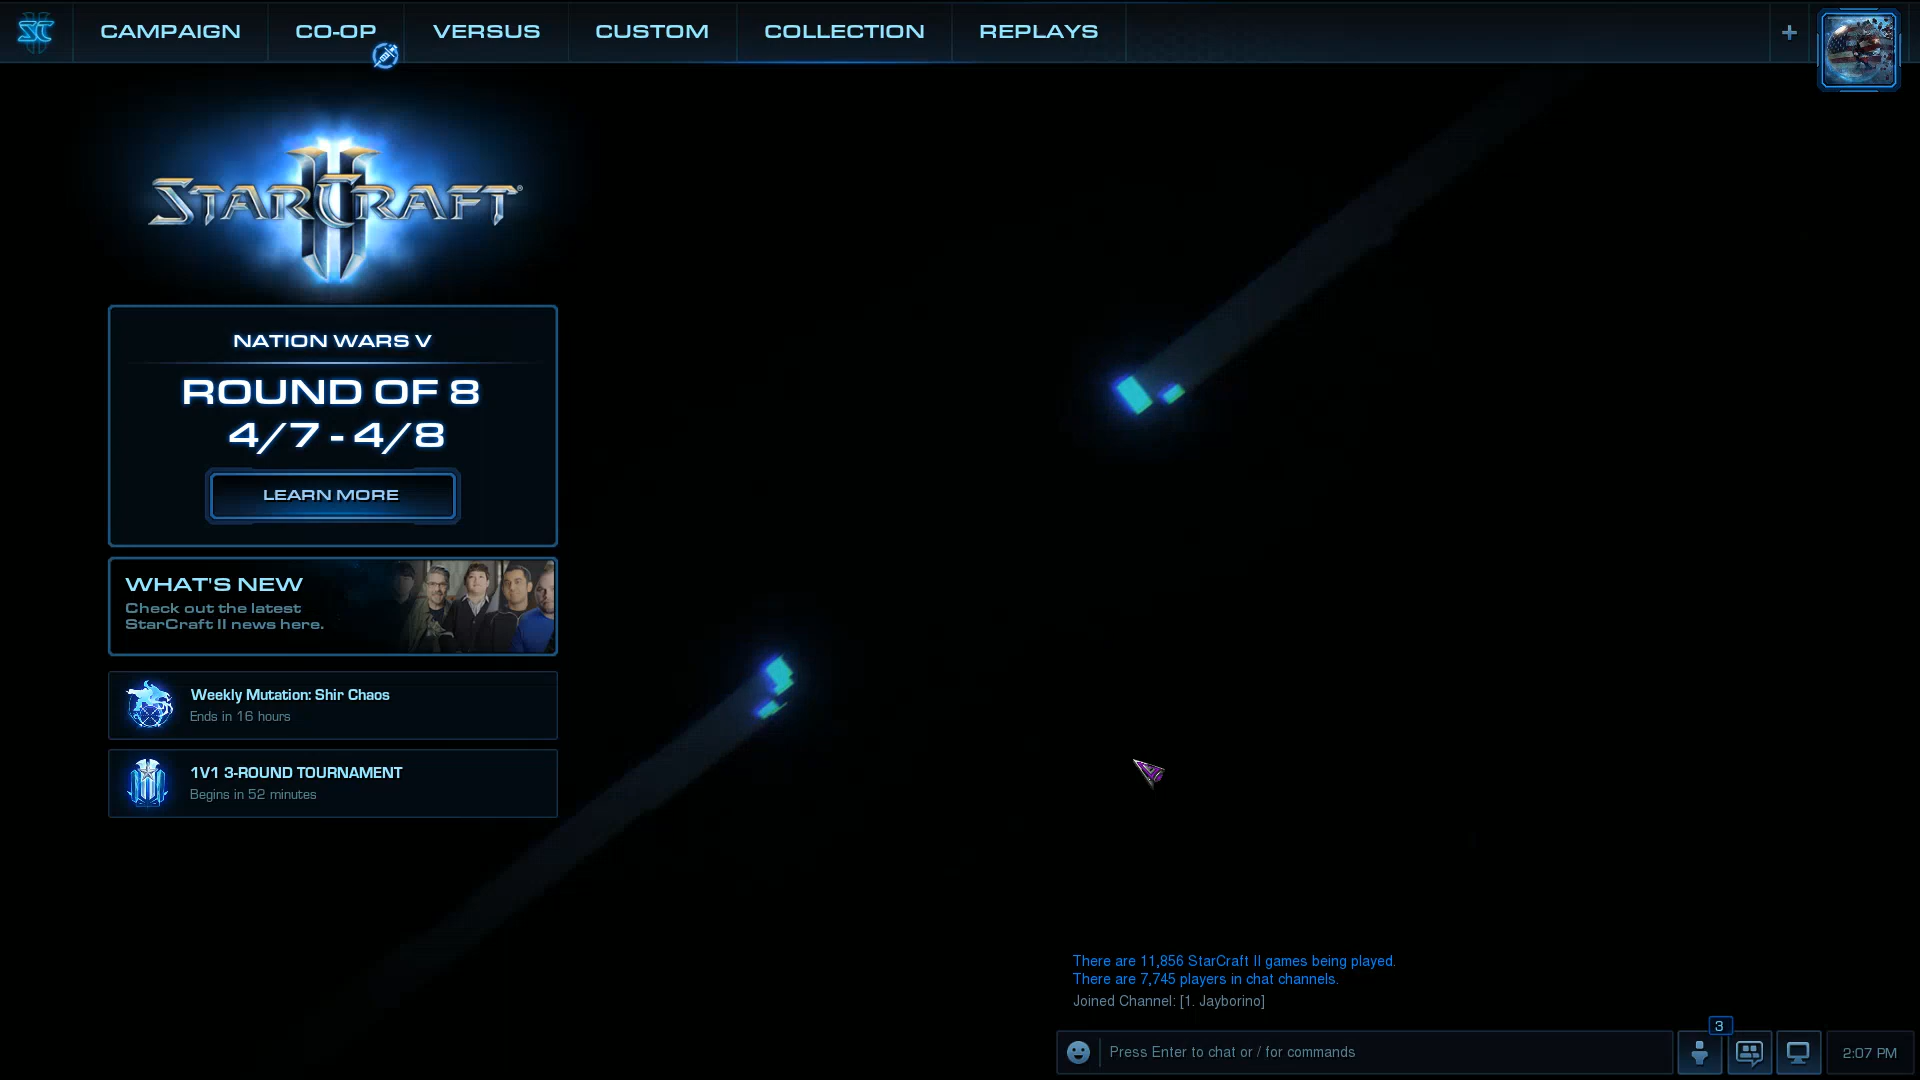 CAMPAIGN
CO-OP
VERSUS
CUSTOM
COLLECTION
REPLAYS
STARCRAFT
II
NATION WARS V
ROUND OF 8
4/7 - 4/8
LEARN MORE
WHAT'S NEW
Check out the latest
StarCraft II news here.
Weekly Mutation: Shir Chaos
Ends in 16 hours
1V1 3-ROUND TOURNAMENT
Begins in 52 minutes
There are 11,856 StarCraft II games being played.
There are 7,745 players in chat channels.
Joined Channel: [1. Jayborino]
Press Enter to chat or / for commands
3
2:07 PM